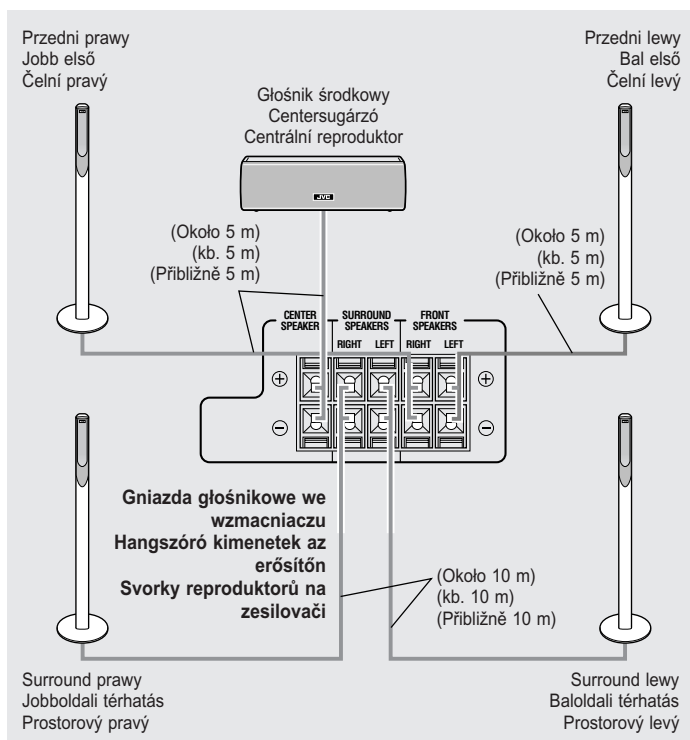 Przedni prawy
Jobb első
Čelní pravý
Przedni lewy
Bal első
Čelní levý
Głośnik środkowy
Centersugárzó
Centrální reproduktor
JVC
(Około 5 m)
(kb. 5 m)
(Přibližně 5 m)
(Około 5 m)
(kb. 5 m)
(Přibližně 5 m)
CENTER
SPEAKER
SURROUND
SPEAKERS
FRONT
SPEAKERS
RIGHT LEFT RIGHT LEFT
+ +
− −
Gniazda głośnikowe we
wzmacniaczu
Hangszóró kimenetek az
erősítőn
Svorky reproduktorů na
zesilovači
(Około 10 m)
(kb. 10 m)
(Přibližně 10 m)
Surround prawy
Jobboldali térhatás
Prostorový pravý
Surround lewy
Baloldali térhatás
Prostorový levý